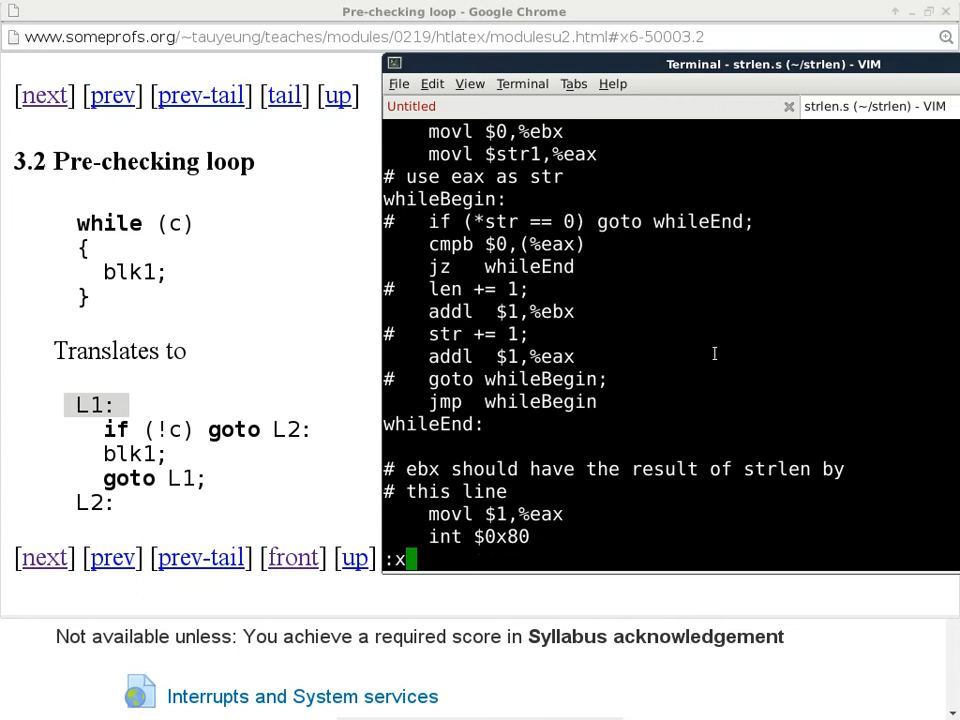 Pre-checking loop - Google Chrome
www.someprofs.org/~tauyeung/teaches/modules/0219/htlatex/modulesu2.html#x6-50003.2
[next] [prev] [prev-tail] [tail] [up]
3.2 Pre-checking loop
while (c)
{
blk1;
}
Translates to
L1:
if (!c) goto L2:
blk1;
goto L1;
L2:
[next] [prev] [prev-tail] [front] [up]
Terminal - strlen.s (~/strlen) - VIM
File Edit View Terminal Tabs Help
Untitled
strlen.s (~/strlen) - VIM
movl $0,%ebx
movl $str1,%eax
# use eax as str
whileBegin:
# if (*str == 0) goto whileEnd;
cmpb $0,(%eax)
jz whileEnd
# len += 1;
addl $1,%ebx
# str += 1;
addl $1,%eax
# goto whileBegin;
jmp whileBegin
whileEnd:
# ebx should have the result of strlen by
# this line
movl $1,%eax
int $0x80
:x
Not available unless: You achieve a required score in Syllabus acknowledgement
Interrupts and System services